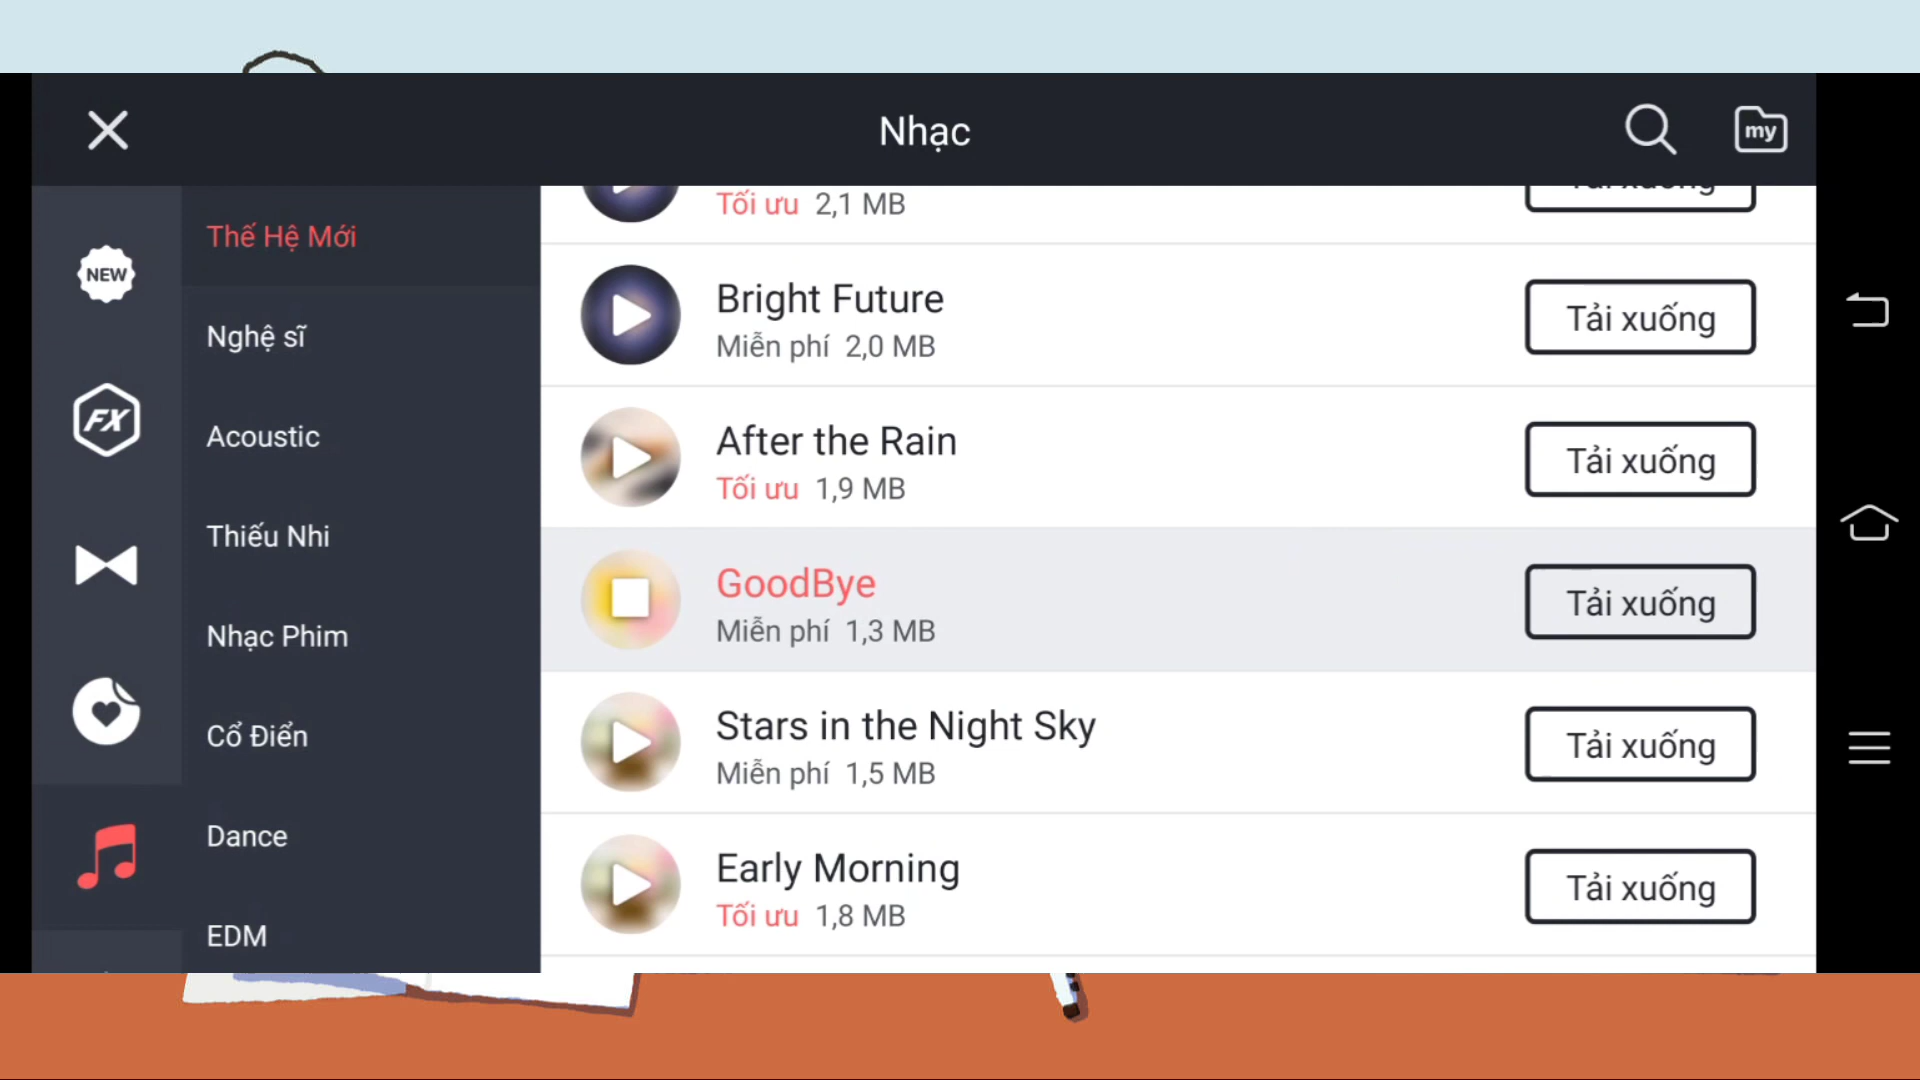 Nhạc
my
NEW
FX
Thế Hệ Mới
Nghệ sĩ
Acoustic
Thiếu Nhi
Nhạc Phim
Cổ Điển
Dance
EDM
Tối ưu 2,1 MB
Tải xuống
Bright Future
Miễn phí 2,0 MB
Tải xuống
After the Rain
Tối ưu 1,9 MB
Tải xuống
GoodBye
Miễn phí 1,3 MB
Tải xuống
Stars in the Night Sky
Miễn phí 1,5 MB
Tải xuống
Early Morning
Tối ưu 1,8 MB
Tải xuống